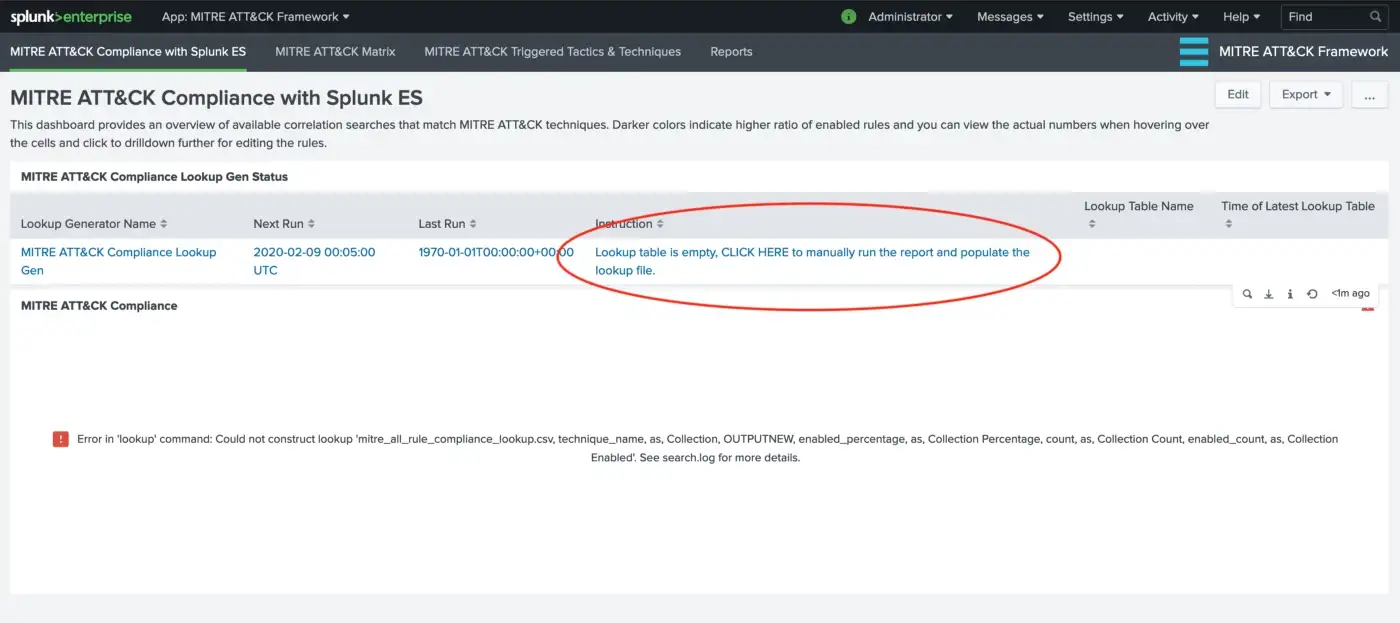 splunk>enterprise App: MITRE ATT&CK Framework i Administrator Messages Settings Activity Help Find
MITRE ATT&CK Compliance with Splunk ES MITRE ATT&CK Matrix MITRE ATT&CK Triggered Tactics & Techniques Reports MITRE ATT&CK Framework
MITRE ATT&CK Compliance with Splunk ES Edit Export ...
This dashboard provides an overview of available correlation searches that match MITRE ATT&CK techniques. Darker colors indicate higher ratio of enabled rules and you can view the actual numbers when hovering over
the cells and click to drilldown further for editing the rules.
MITRE ATT&CK Compliance Lookup Gen Status
Lookup Generator Name Next Run Last Run Instruction Lookup Table Name Time of Latest Lookup Table
MITRE ATT&CK Compliance Lookup 2020-02-09 00:05:00 1970-01-01T00:00:00+00:00 Lookup table is empty, CLICK HERE to manually run the report and populate the
Gen UTC lookup file.
<1m ago
MITRE ATT&CK Compliance
! Error in 'lookup' command: Could not construct lookup 'mitre_all_rule_compliance_lookup.csv, technique_name, as, Collection, OUTPUTNEW, enabled_percentage, as, Collection Percentage, count, as, Collection Count, enabled_count, as, Collection
Enabled'. See search.log for more details.